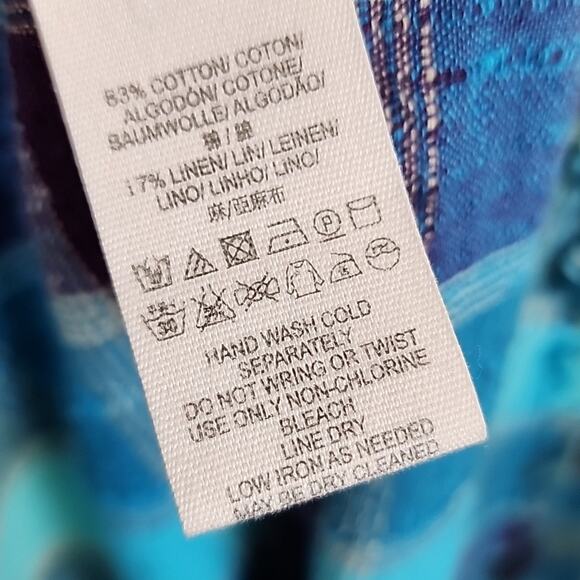 83% COTTON/ COTON/
ALGODÓN/ COTONE/
BAUMWOLLE/ ALGODÃO/
棉 / 綿
17% LINEN/ LIN/ LEINEN/
LINO/ LINHO/ LINO/
麻/亜麻布
P
30
HAND WASH COLD
SEPARATELY
DO NOT WRING OR TWIST
USE ONLY NON-CHLORINE
BLEACH
LINE DRY
LOW IRON AS NEEDED
MAY BE DRY CLEANED